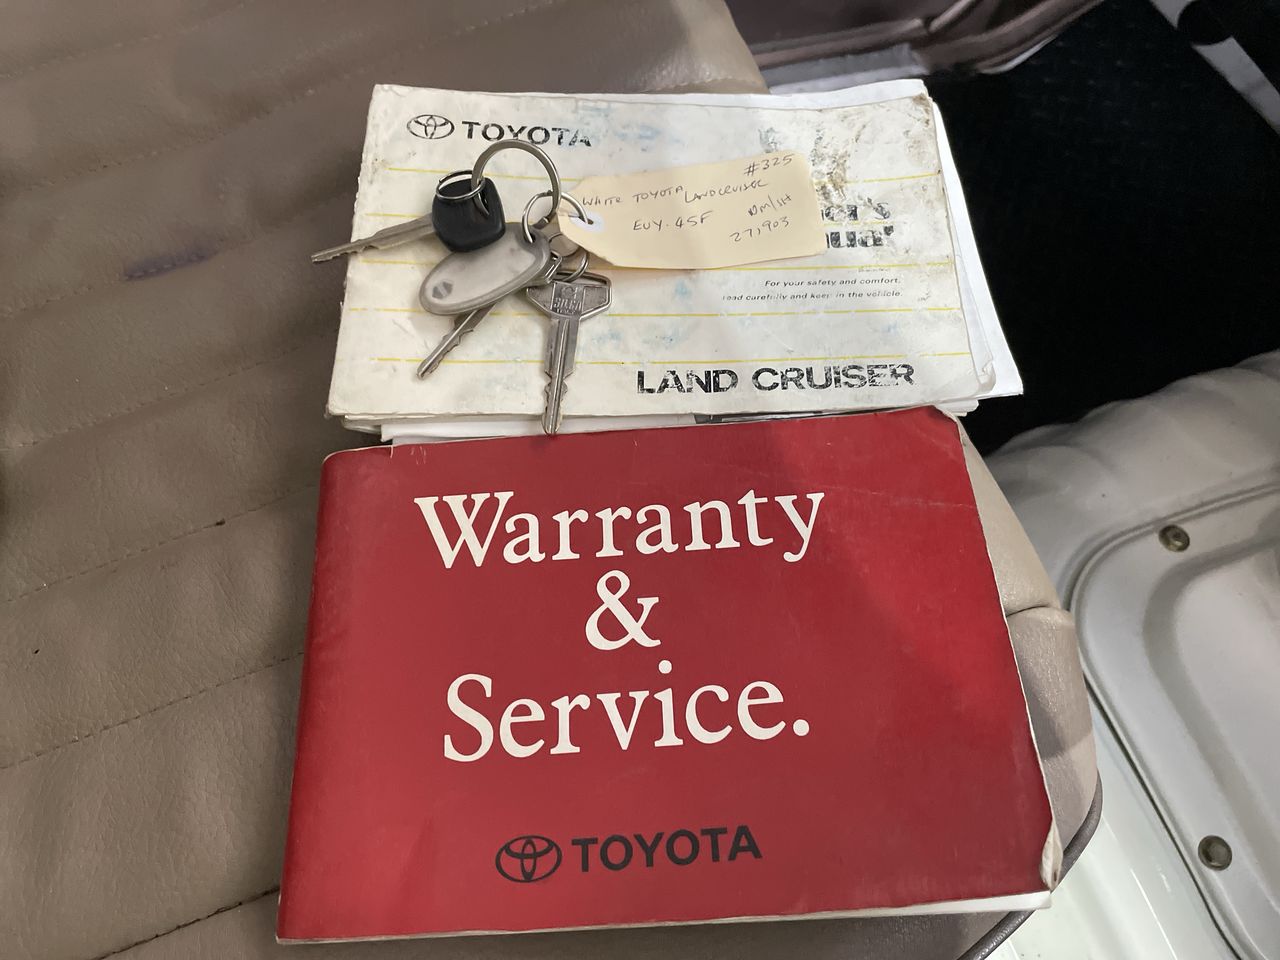 TOYOTA
#325
WHITE TOYOTA LANDCRUISER
EUY·45F
271903
For your safety and comfort,
read carefully and keep in the vehicle.
LAND CRUISER
SILCA
Warranty
&
Service.
TOYOTA